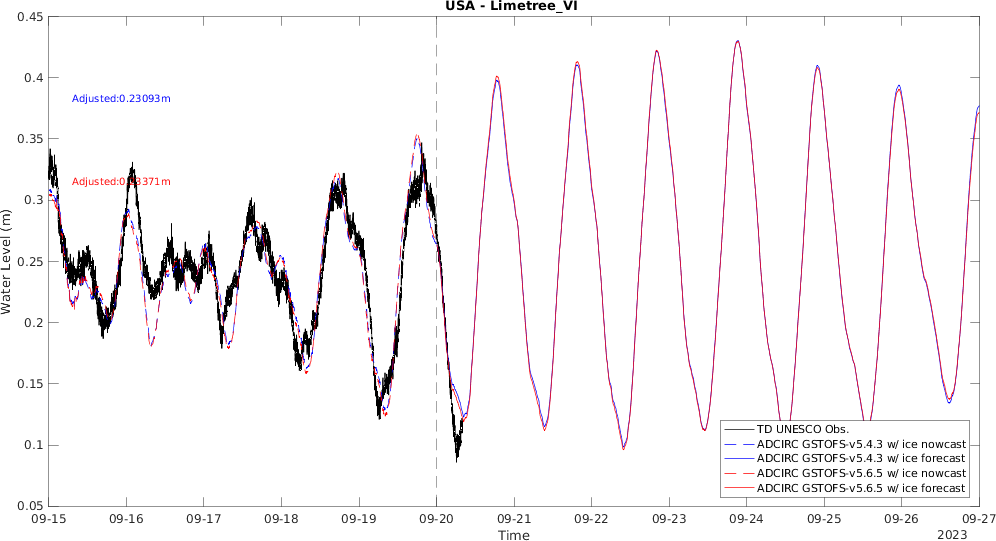 USA - Limetree_VI
0.45
0.4
0.35
0.3
0.25
0.2
0.15
0.1
0.05
Water Level (m)
Adjusted:0.23093m
TD UNESCO Obs.
ADCIRC GSTOFS-v5.4.3 w/ ice nowcast
ADCIRC GSTOFS-v5.4.3 w/ ice forecast
ADCIRC GSTOFS-v5.6.5 w/ ice nowcast
ADCIRC GSTOFS-v5.6.5 w/ ice forecast
09-15 09-16 09-17 09-18 09-19 09-20 09-21 09-22 09-23 09-24 09-25 09-26 09-27
Time
2023